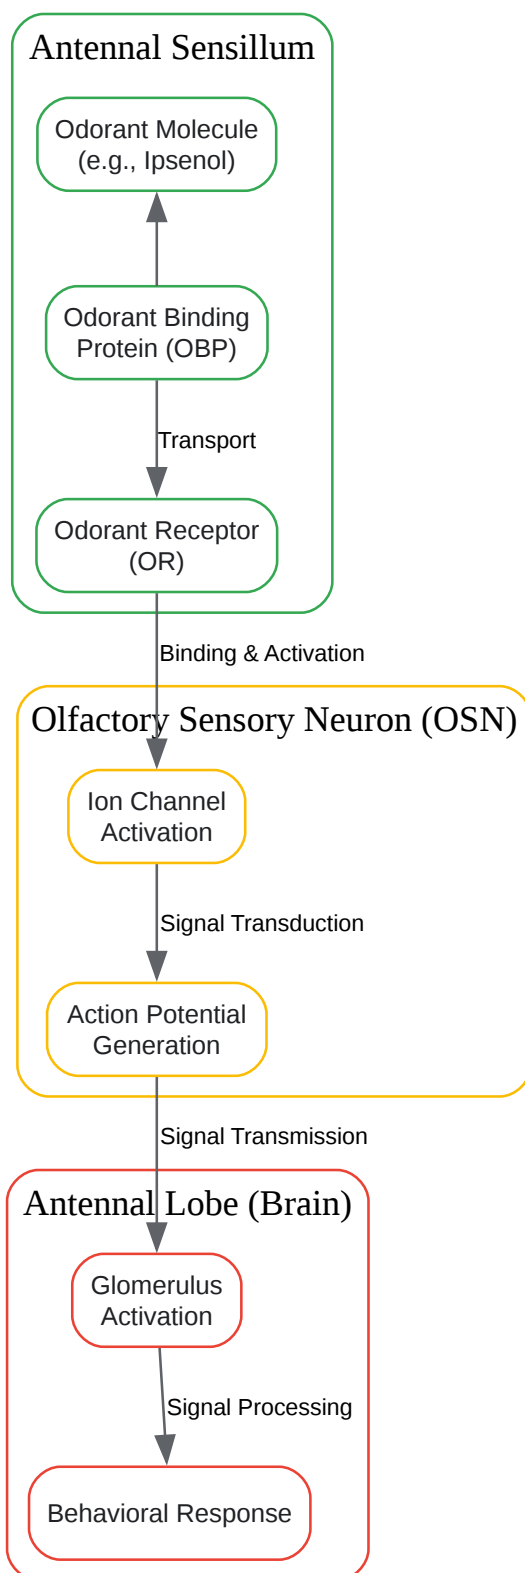 Antennal Sensillum
Odorant Molecule
(e.g., Ipsenol)
Odorant Binding
Protein (OBP)
Transport
Odorant Receptor
(OR)
Binding & Activation
Olfactory Sensory Neuron (OSN)
Ion Channel
Activation
Signal Transduction
Action Potential
Generation
Signal Transmission
Antennal Lobe (Brain)
Glomerulus
Activation
Signal Processing
Behavioral Response